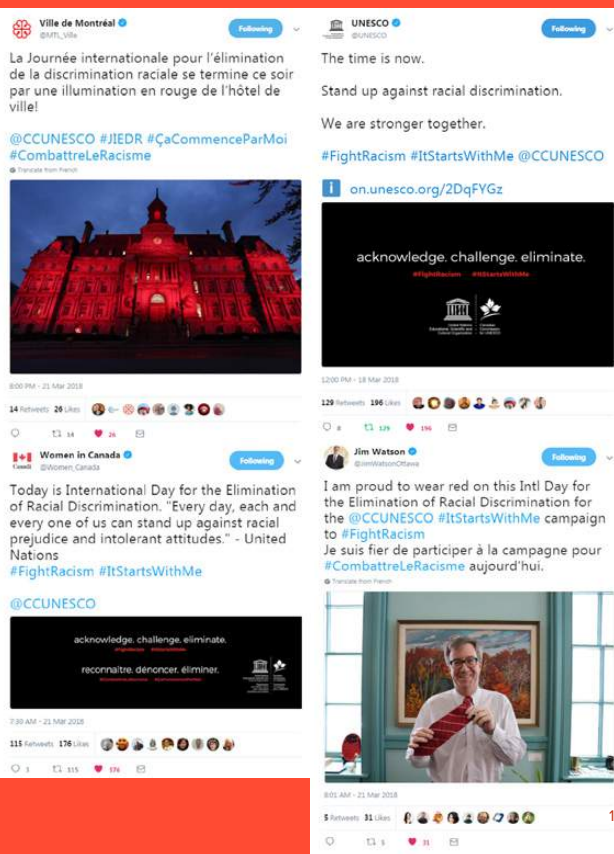 Ville de Montréal
@MTL_Ville
Following
La Journée internationale pour l'élimination
de la discrimination raciale se termine ce soir
par une illumination en rouge de l'hôtel de
ville!
@CCUNESCO #JIEDR #ÇaCommenceParMoi
#CombattreLeRacisme
Translate from French
8:00 PM - 21 Mar 2018
14 Retweets 26 Likes
14 26
Women in Canada
@Women_Canada
Following
Canada
Today is International Day for the Elimination
of Racial Discrimination. "Every day, each and
every one of us can stand up against racial
prejudice and intolerant attitudes." - United
Nations
#FightRacism #ItStartsWithMe
@CCUNESCO
acknowledge. challenge. eliminate.
#FightRacism #ItStartsWithMe
reconnaître. dénoncer. éliminer.
7:30 AM - 21 Mar 2018
115 Retweets 176 Likes
3 115 176
UNESCO
@UNESCO
Following
The time is now.
Stand up against racial discrimination.
We are stronger together.
#FightRacism #ItStartsWithMe @CCUNESCO
on.unesco.org/2DqFYGz
acknowledge. challenge. eliminate.
#FightRacism #ItStartsWithMe
12:00 PM - 18 Mar 2018
129 Retweets 196 Likes
8 129 196
Jim Watson
@JimWatsonOttawa
Following
I am proud to wear red on this Intl Day for
the Elimination of Racial Discrimination for
the @CCUNESCO #ItStartsWithMe campaign
to #FightRacism
Je suis fier de participer à la campagne pour
#CombattreLeRacisme aujourd'hui.
Translate from French
8:01 AM - 21 Mar 2018
5 Retweets 31 Likes
1
5 31